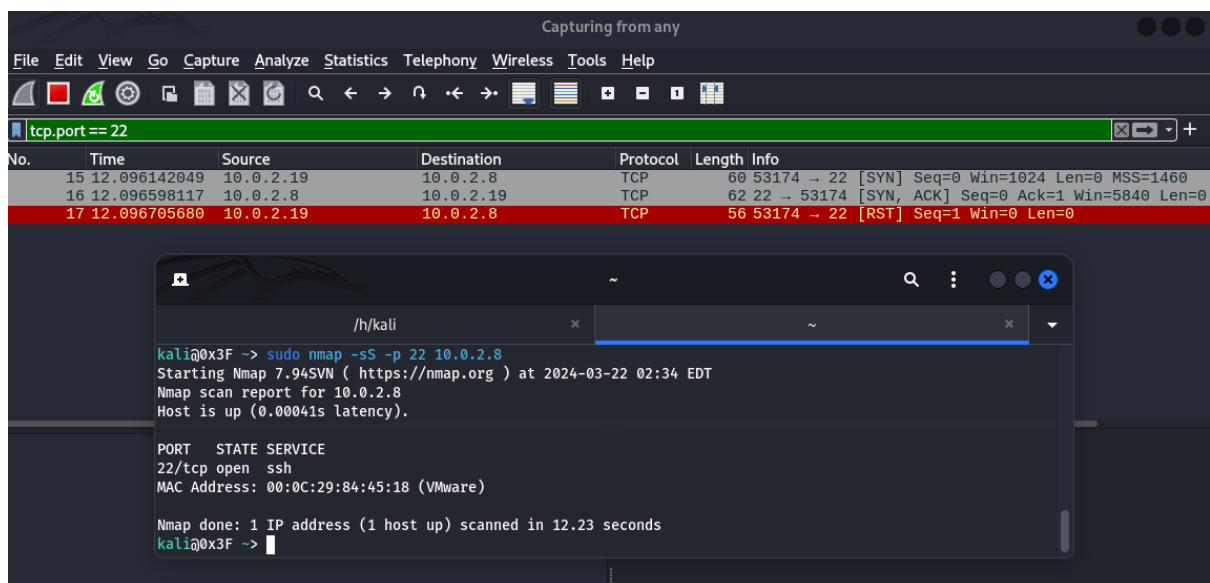 Capturing from any
File Edit View Go Capture Analyze Statistics Telephony Wireless Tools Help
tcp.port == 22
No. Time Source Destination Protocol Length Info
15 12.096142049 10.0.2.19 10.0.2.8 TCP 60 53174 → 22 [SYN] Seq=0 Win=1024 Len=0 MSS=1460
16 12.096598117 10.0.2.8 10.0.2.19 TCP 62 22 → 53174 [SYN, ACK] Seq=0 Ack=1 Win=5840 Len=0
17 12.096705680 10.0.2.19 10.0.2.8 TCP 56 53174 → 22 [RST] Seq=1 Win=0 Len=0
~
/h/kali ~
kali@0x3F ~> sudo nmap -sS -p 22 10.0.2.8
Starting Nmap 7.94SVN ( https://nmap.org ) at 2024-03-22 02:34 EDT
Nmap scan report for 10.0.2.8
Host is up (0.00041s latency).
PORT STATE SERVICE
22/tcp open ssh
MAC Address: 00:0C:29:84:45:18 (VMware)
Nmap done: 1 IP address (1 host up) scanned in 12.23 seconds
kali@0x3F ~>